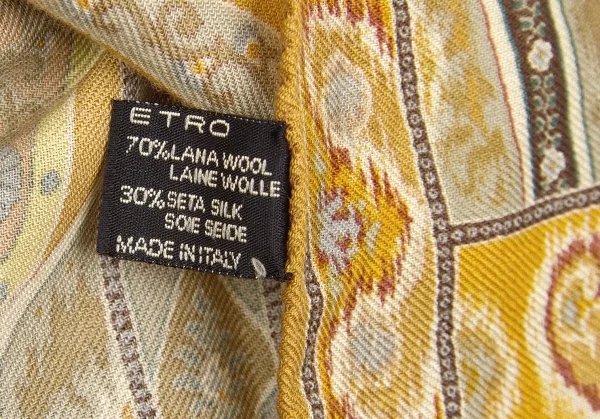 ETRO
70% LANA WOOL
LAINE WOLLE
30% SETA SILK
SOIE SEIDE
MADE IN ITALY